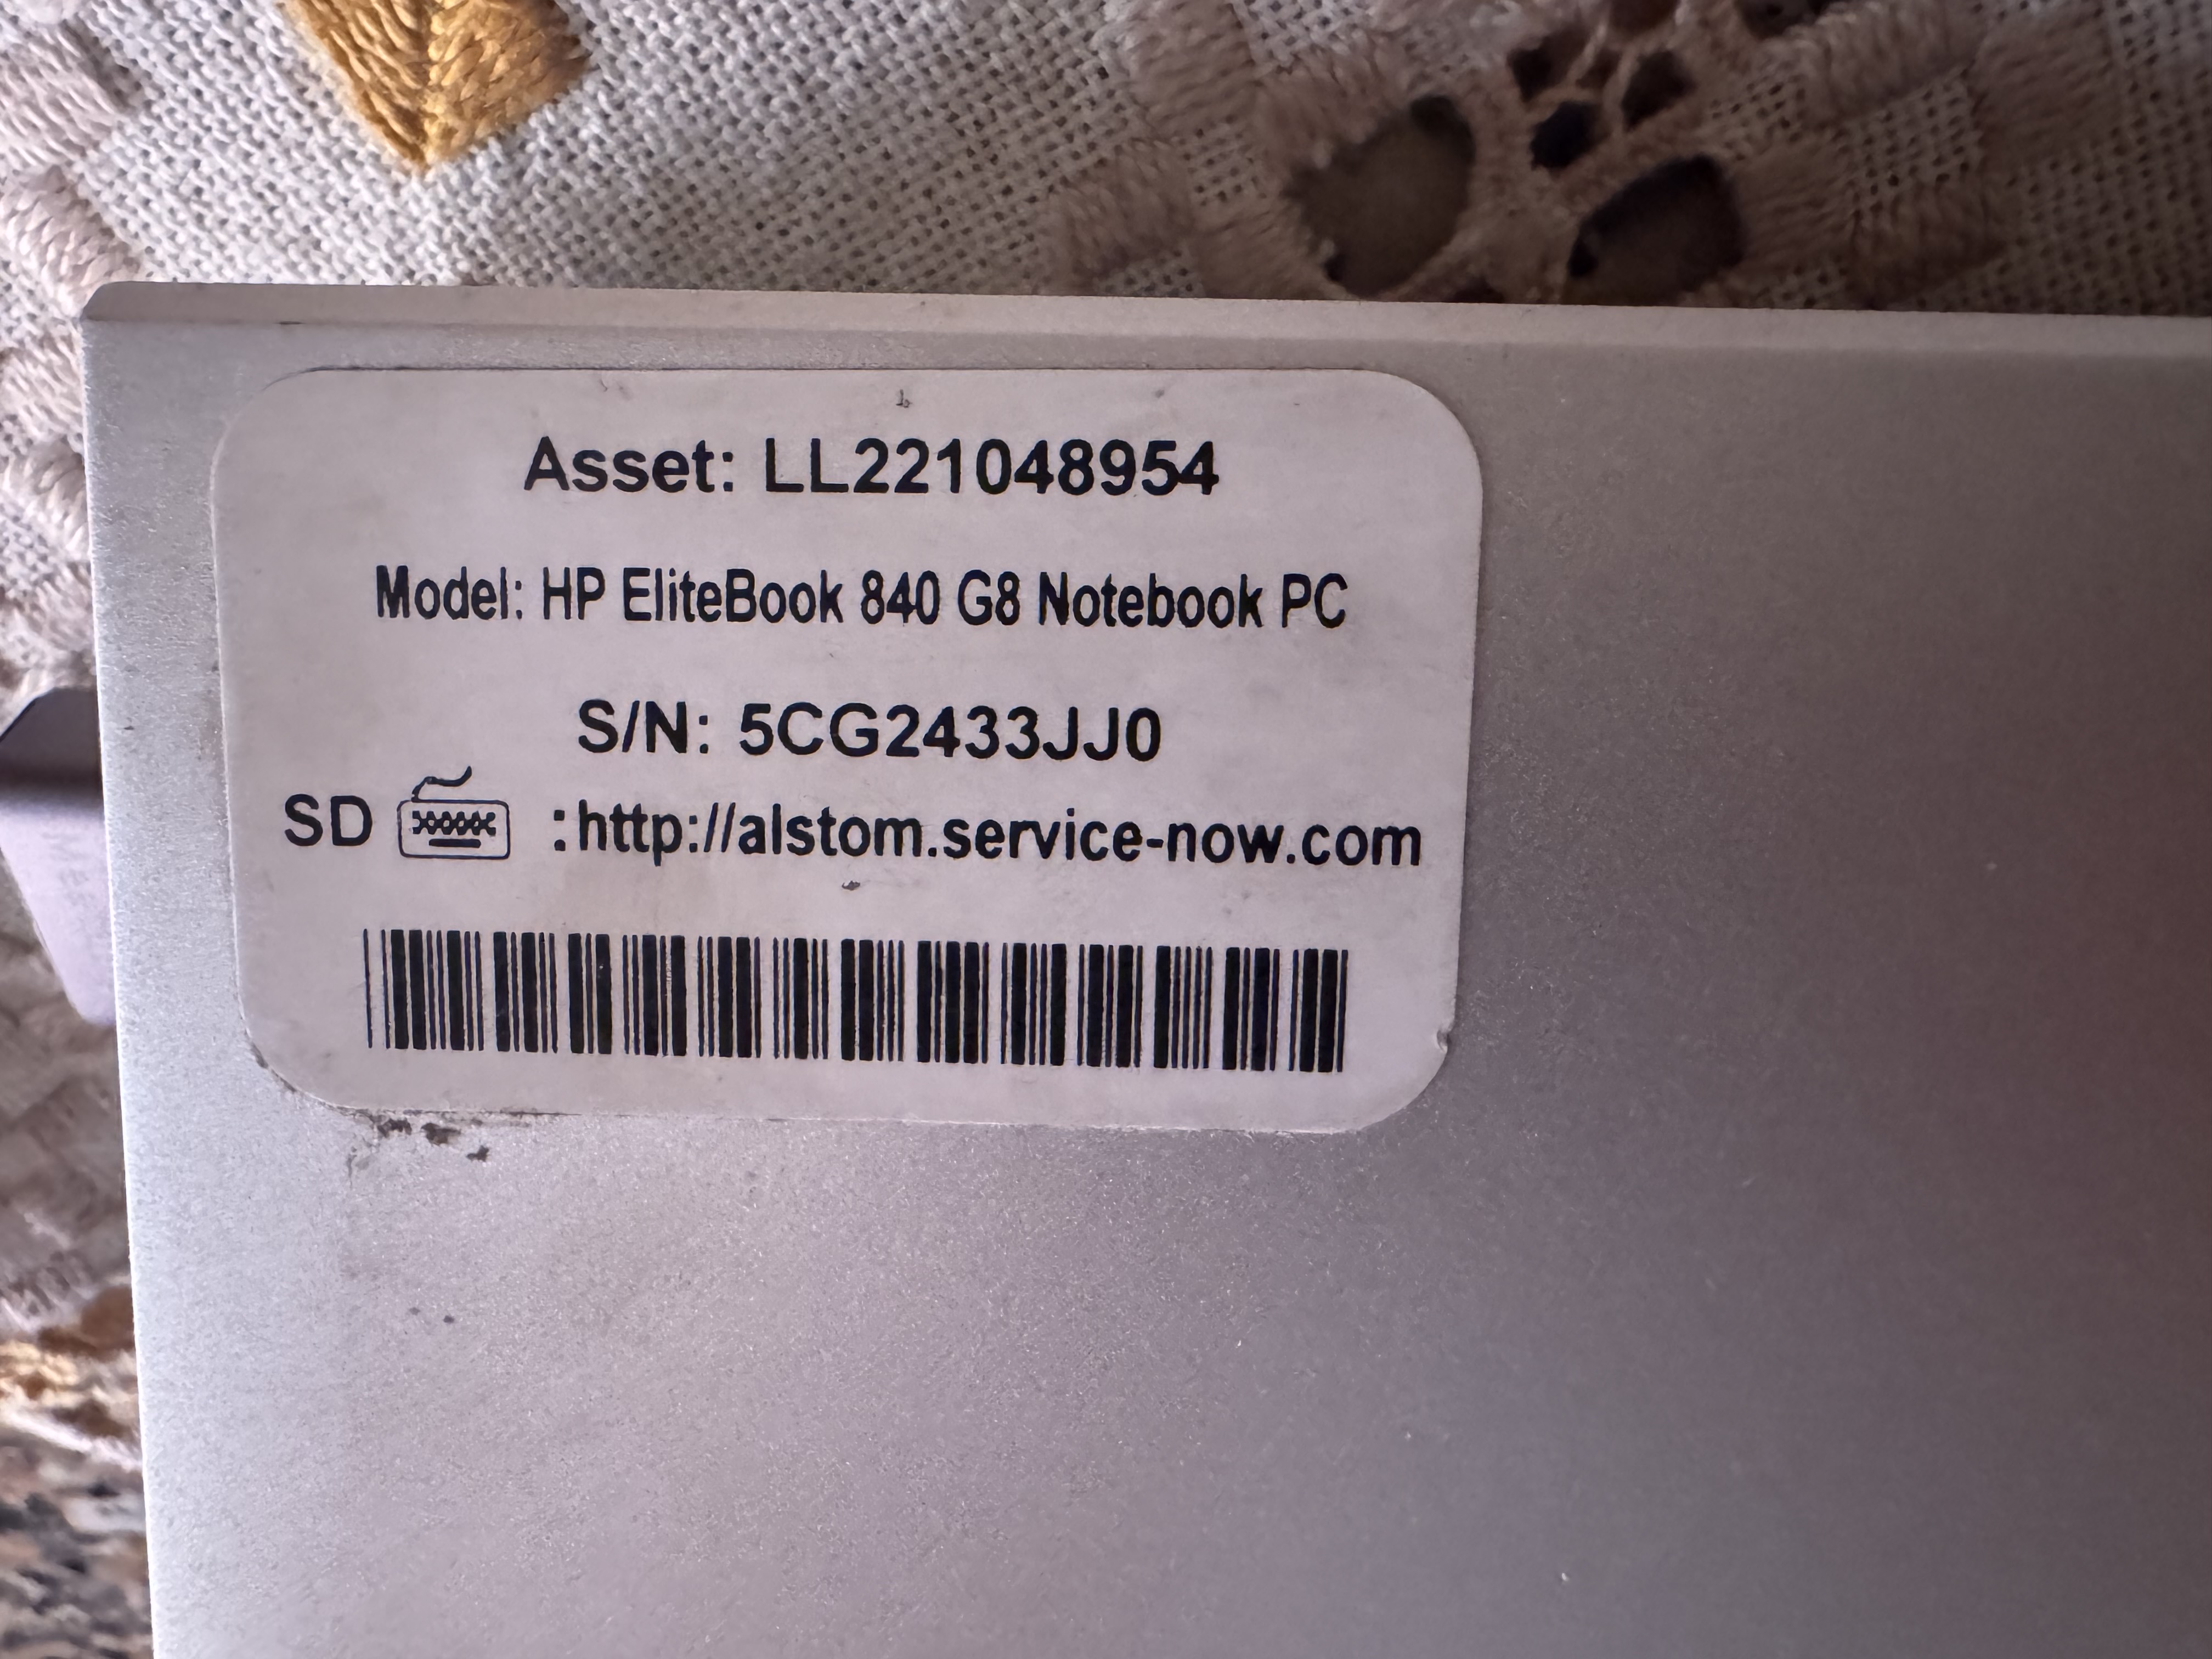 Asset: LL221048954
Model: HP EliteBook 840 G8 Notebook PC
S/N: 5CG2433JJ0
SD :http://alstom.service-now.com